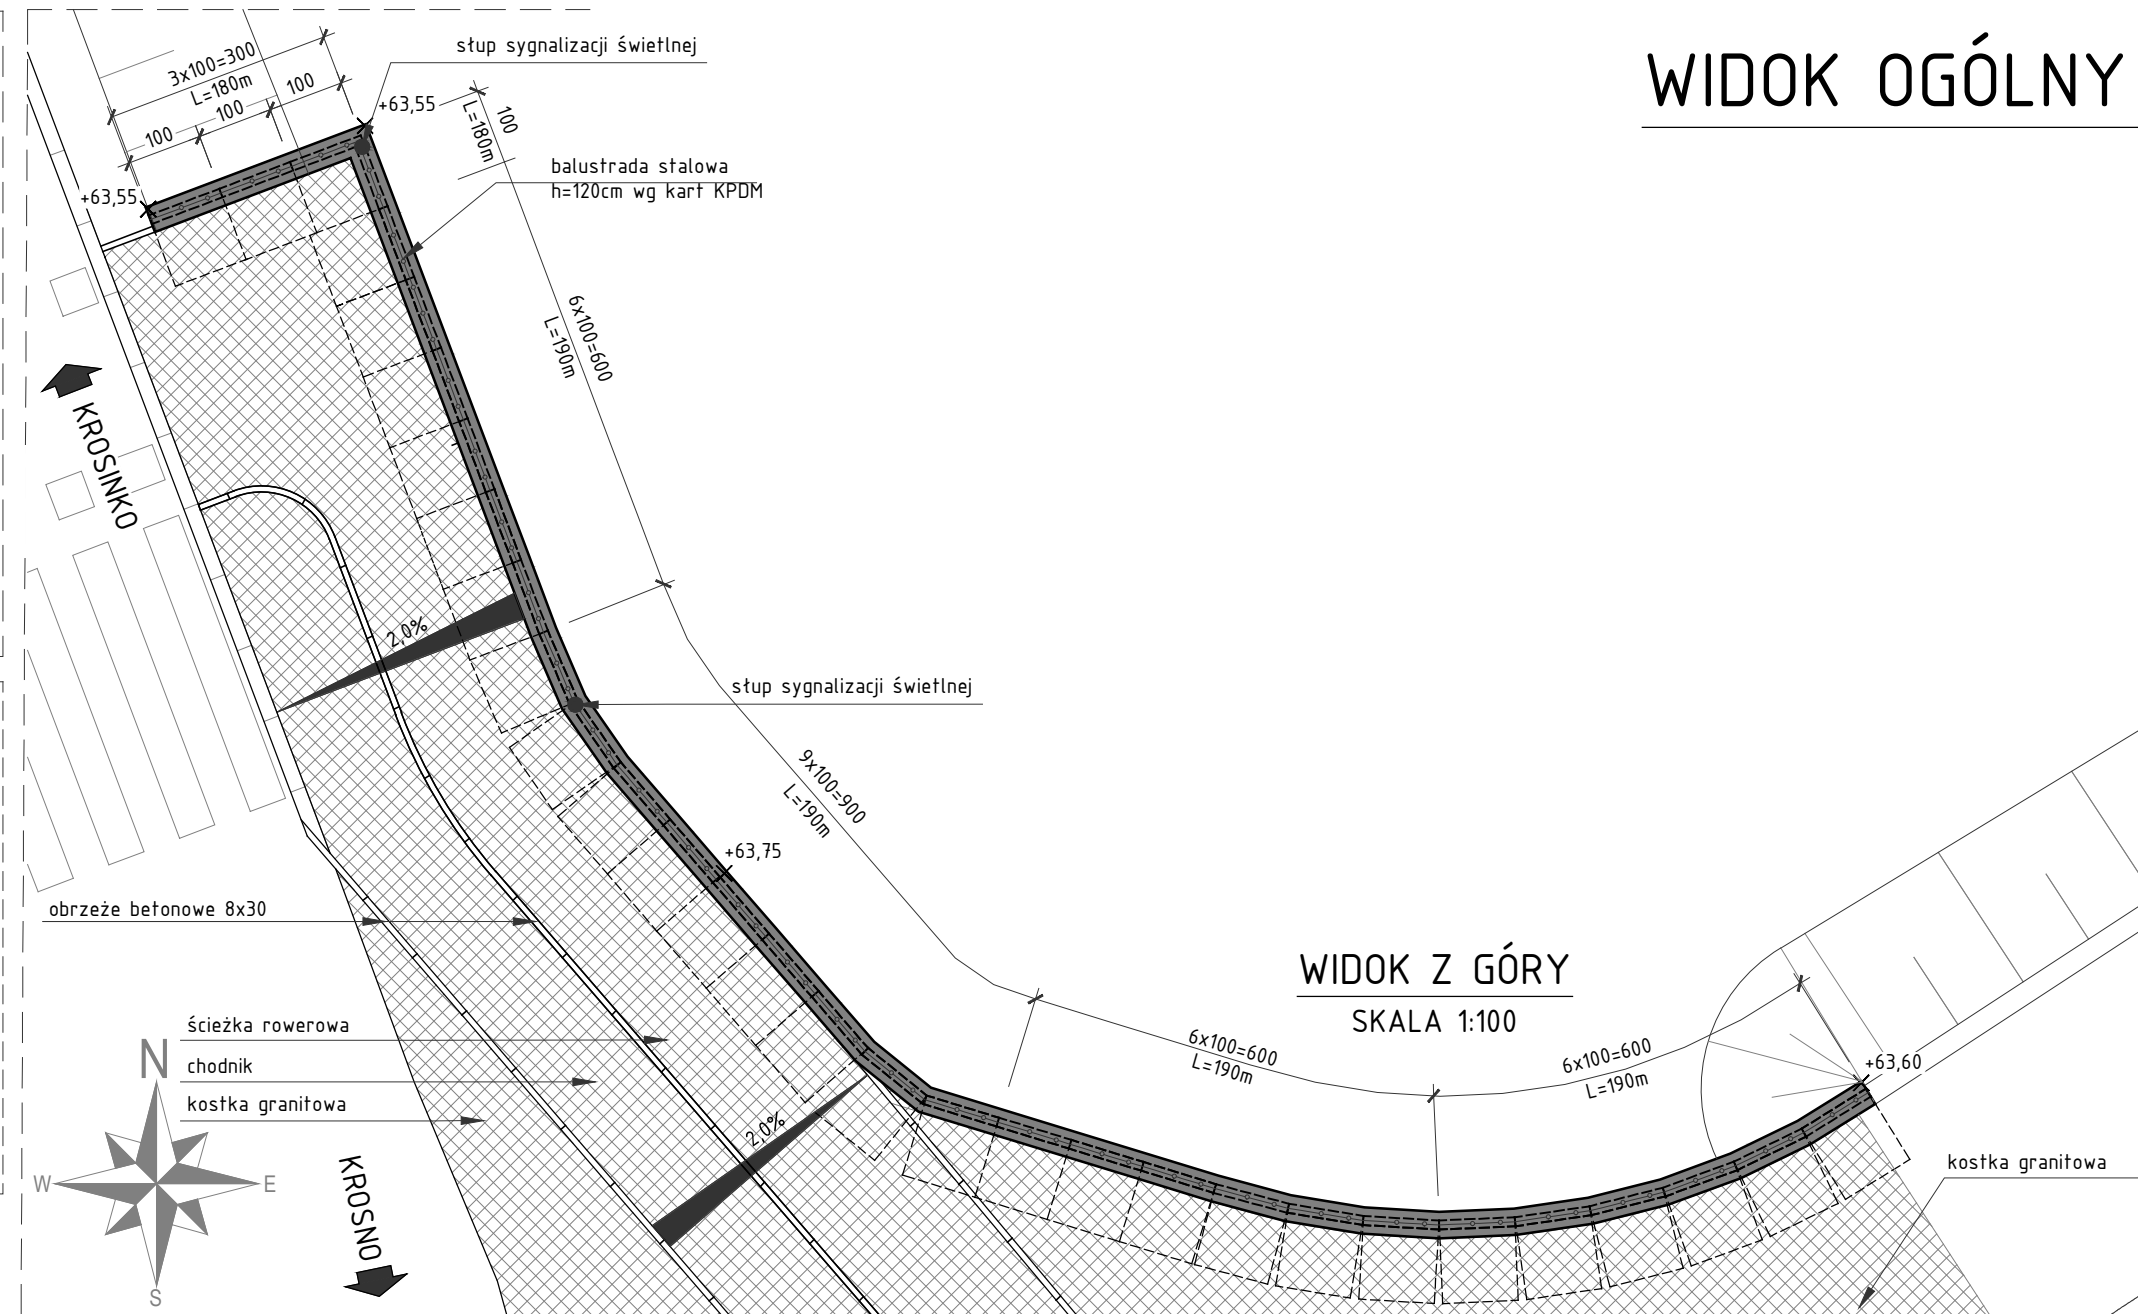 WIDOK OGÓLNY
słup sygnalizacji świetlnej
3x100=300
L=180m
100
100
100
+63,55
100
L=180m
balustrada stalowa
h=120cm wg kart KPDM
+63,55
6x100=600
L=190m
KROSINKO
2,0%
słup sygnalizacji świetlnej
9x100=900
L=190m
+63,75
obrzeże betonowe 8x30
WIDOK Z GÓRY
SKALA 1:100
ścieżka rowerowa
chodnik
kostka granitowa
6x100=600
L=190m
6x100=600
L=190m
+63,60
2,0%
kostka granitowa
KROSNO
N
W
E
S